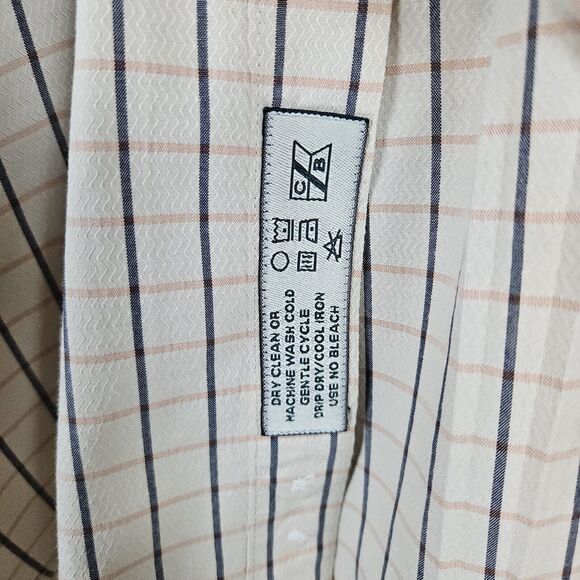 C B
DRY CLEAN OR
MACHINE WASH COLD
GENTLE CYCLE
DRIP DRY/COOL IRON
USE NO BLEACH